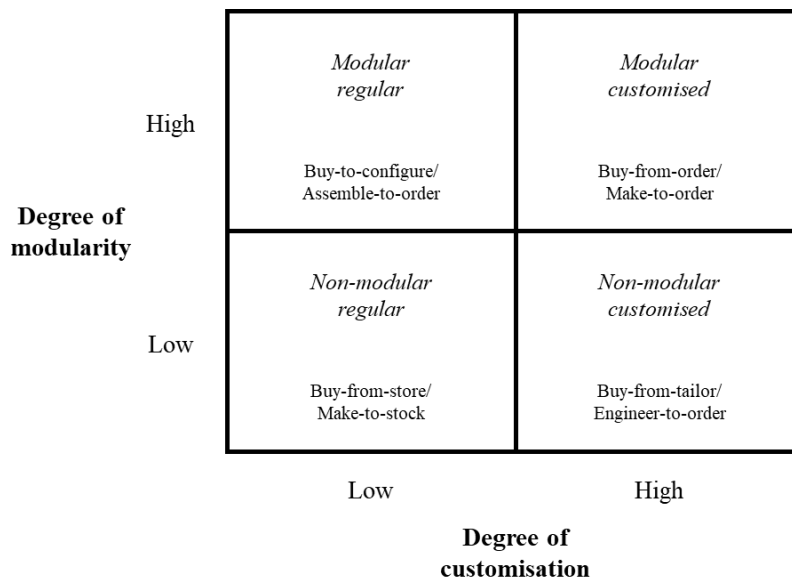 Modular
regular
Modular
customised
High
Buy-to-configure/
Assemble-to-order
Buy-from-order/
Make-to-order
Degree of
modularity
Non-modular
regular
Non-modular
customised
Low
Buy-from-store/
Make-to-stock
Buy-from-tailor/
Engineer-to-order
Low
High
Degree of
customisation